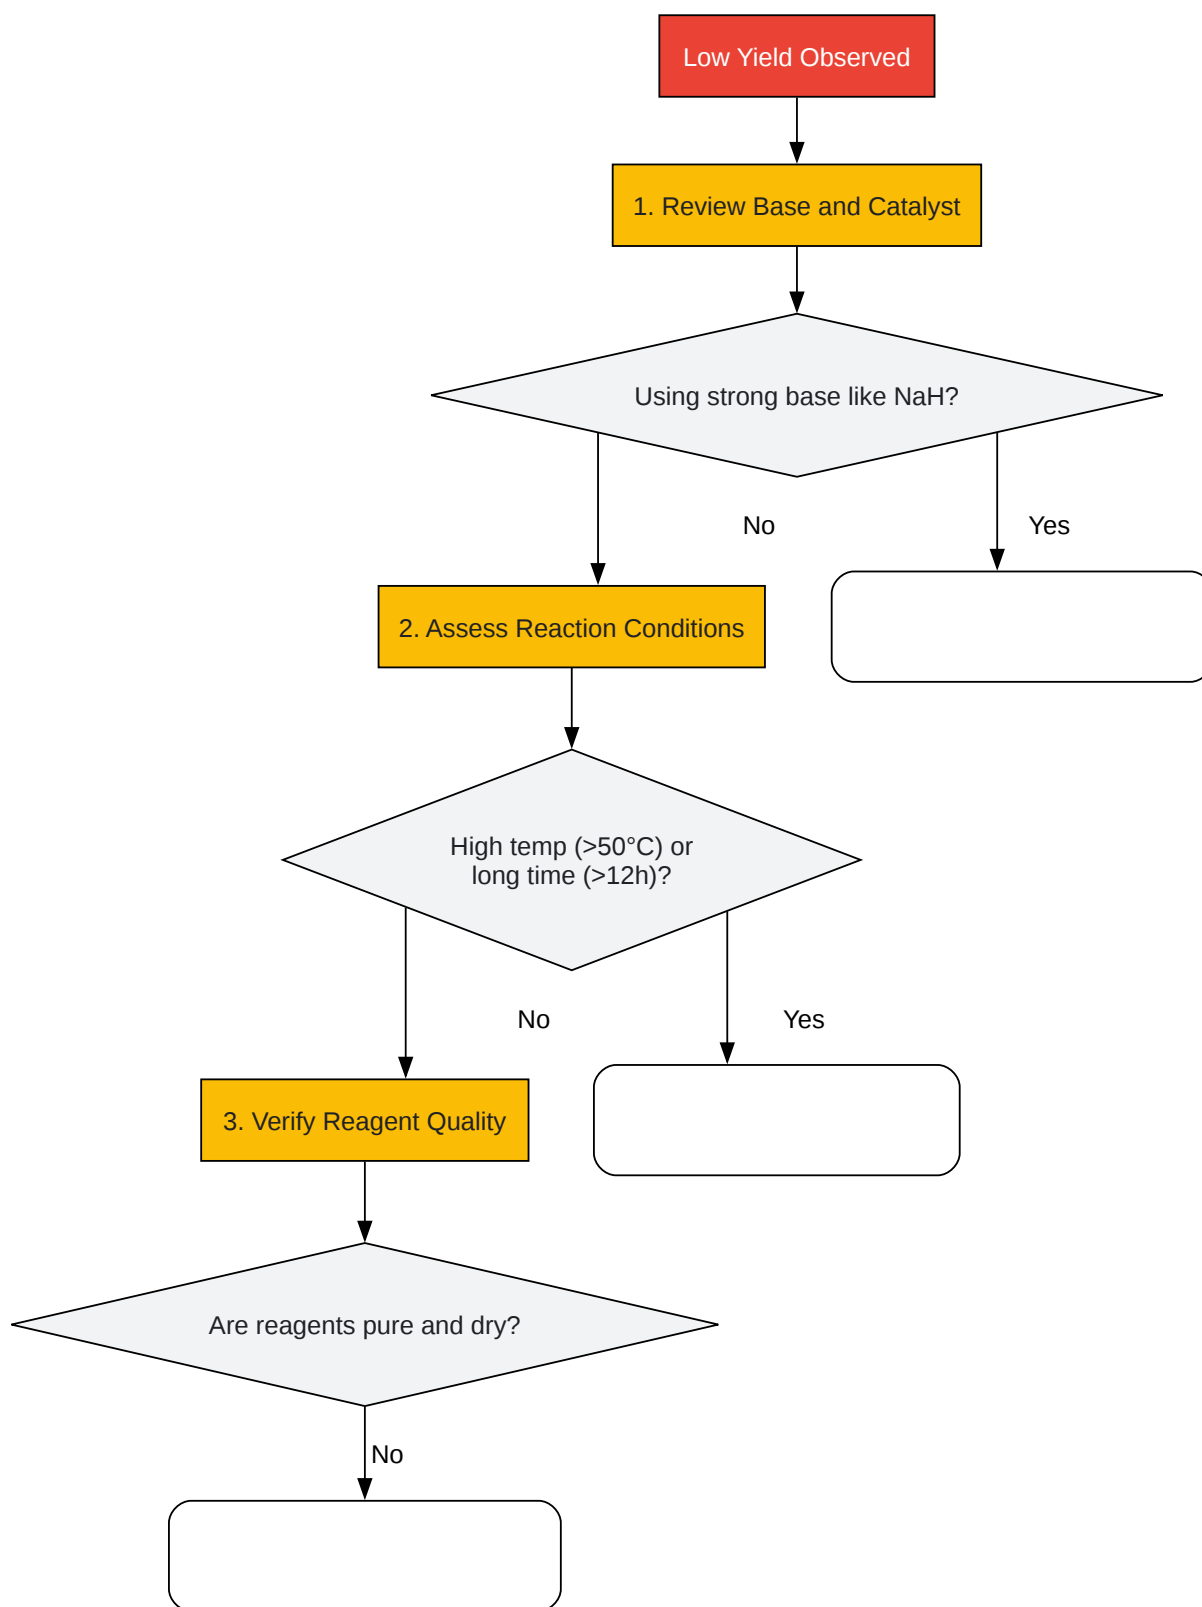 Low Yield Observed
1. Review Base and Catalyst
Using strong base like NaH?
No
Yes
2. Assess Reaction Conditions
High temp (>50°C) or
long time (>12h)?
No
Yes
3. Verify Reagent Quality
Are reagents pure and dry?
No